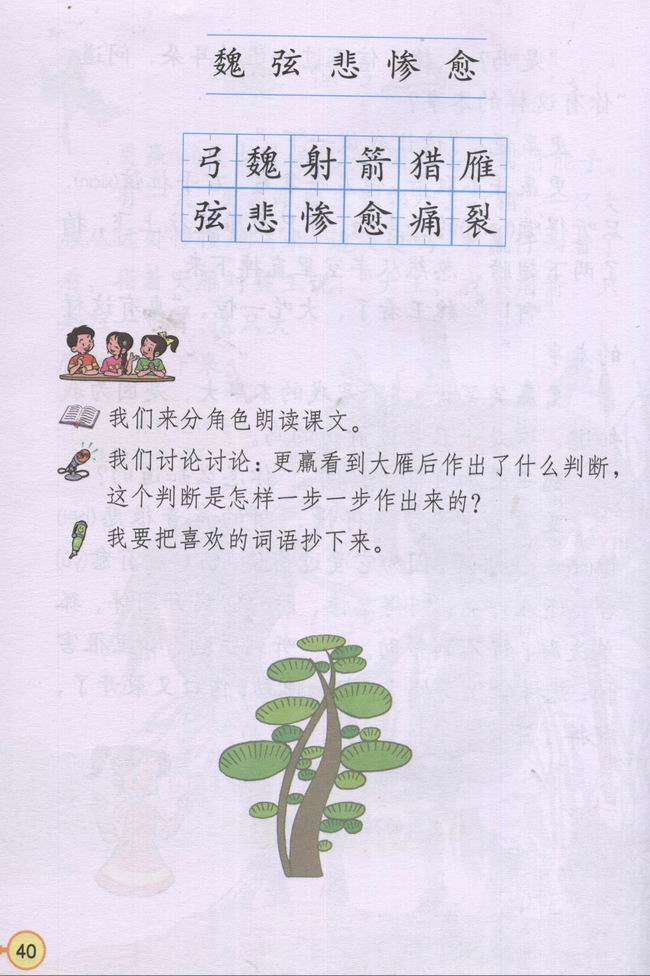 魏 弦 悲 惨 愈
弓 魏 射 箭 猎 雁
弦 悲 惨 愈 痛 裂
我们来分角色朗读课文。
我们讨论讨论：更羸看到大雁后作出了什么判断，
这个判断是怎样一步一步作出来的？
我要把喜欢的词语抄下来。
40